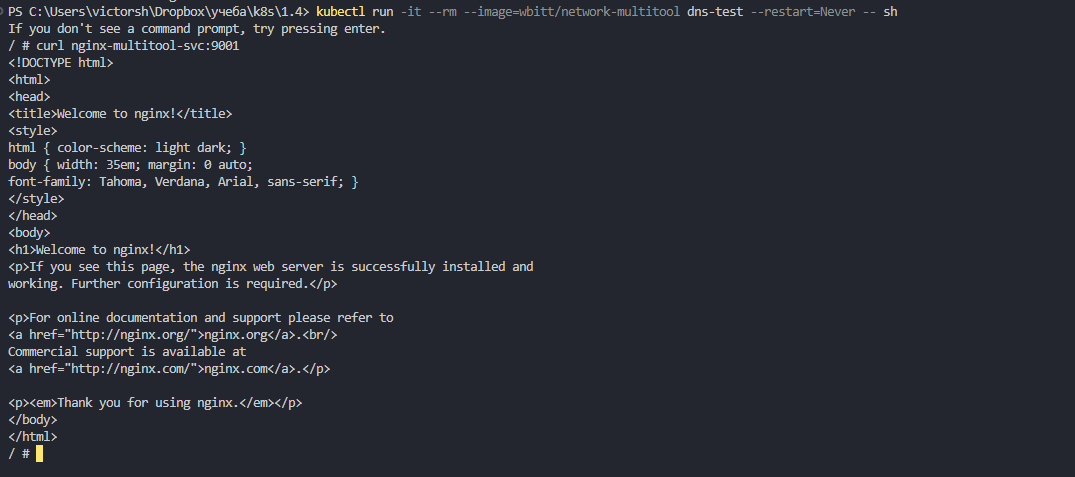 PS C:\Users\victorsh\Dropbox\учеба\k8s\1.4> kubectl run -it --rm --image=wbitt/network-multitool dns-test --restart=Never -- sh
If you don't see a command prompt, try pressing enter.
/ # curl nginx-multitool-svc:9001
<!DOCTYPE html>
<html>
<head>
<title>Welcome to nginx!</title>
<style>
html { color-scheme: light dark; }
body { width: 35em; margin: 0 auto;
font-family: Tahoma, Verdana, Arial, sans-serif; }
</style>
</head>
<body>
<h1>Welcome to nginx!</h1>
<p>If you see this page, the nginx web server is successfully installed and
working. Further configuration is required.</p>

<p>For online documentation and support please refer to
<a href="http://nginx.org/">nginx.org</a>.<br/>
Commercial support is available at
<a href="http://nginx.com/">nginx.com</a>.</p>

<p><em>Thank you for using nginx.</em></p>
</body>
</html>
/ #